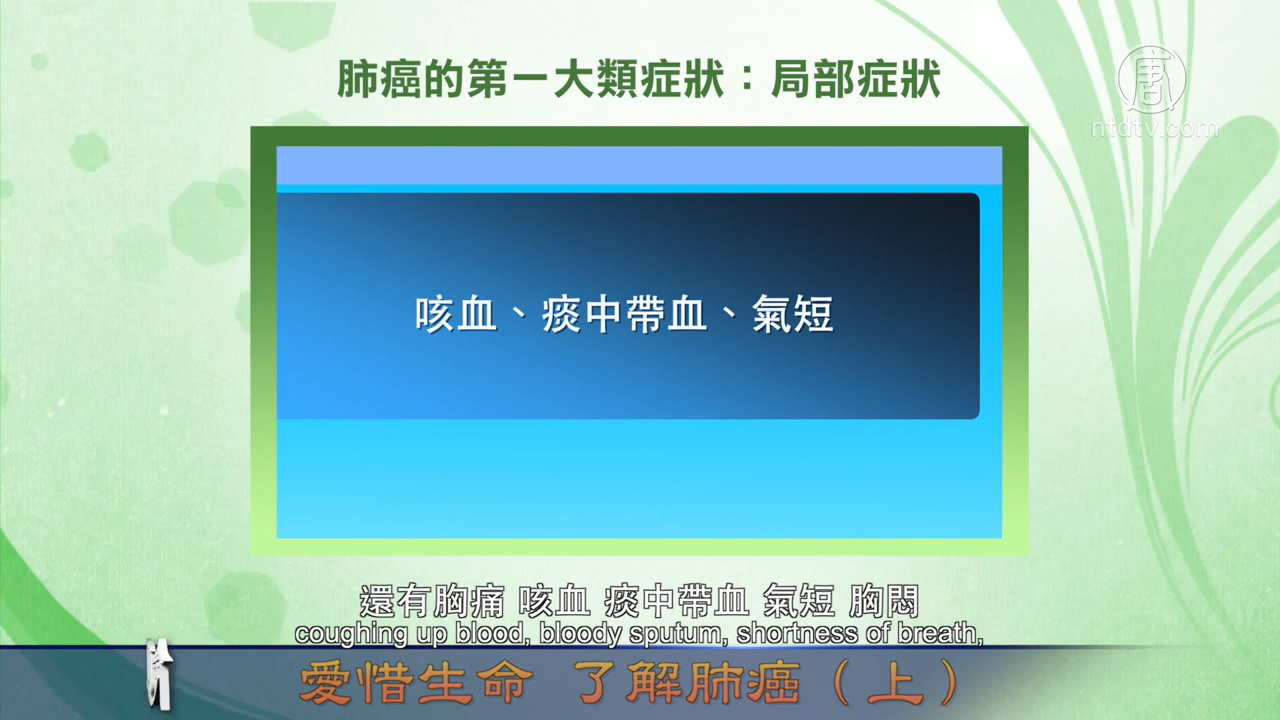 肺癌的第一大類症狀：局部症狀
唐
ntdtv.com
咳血、痰中帶血、氣短
還有胸痛 咳血 痰中帶血 氣短 胸悶
coughing up blood, bloody sputum, shortness of breath,
愛惜生命 了解肺癌（上）